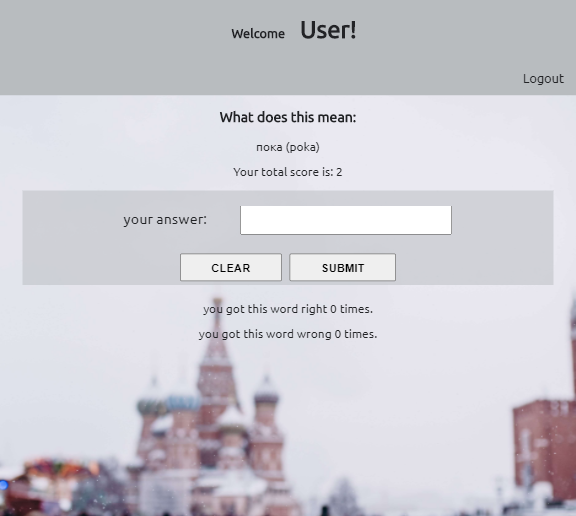 Welcome User!
Logout
What does this mean:
пока (poka)
Your total score is: 2
your answer:
CLEAR SUBMIT
you got this word right 0 times.
you got this word wrong 0 times.